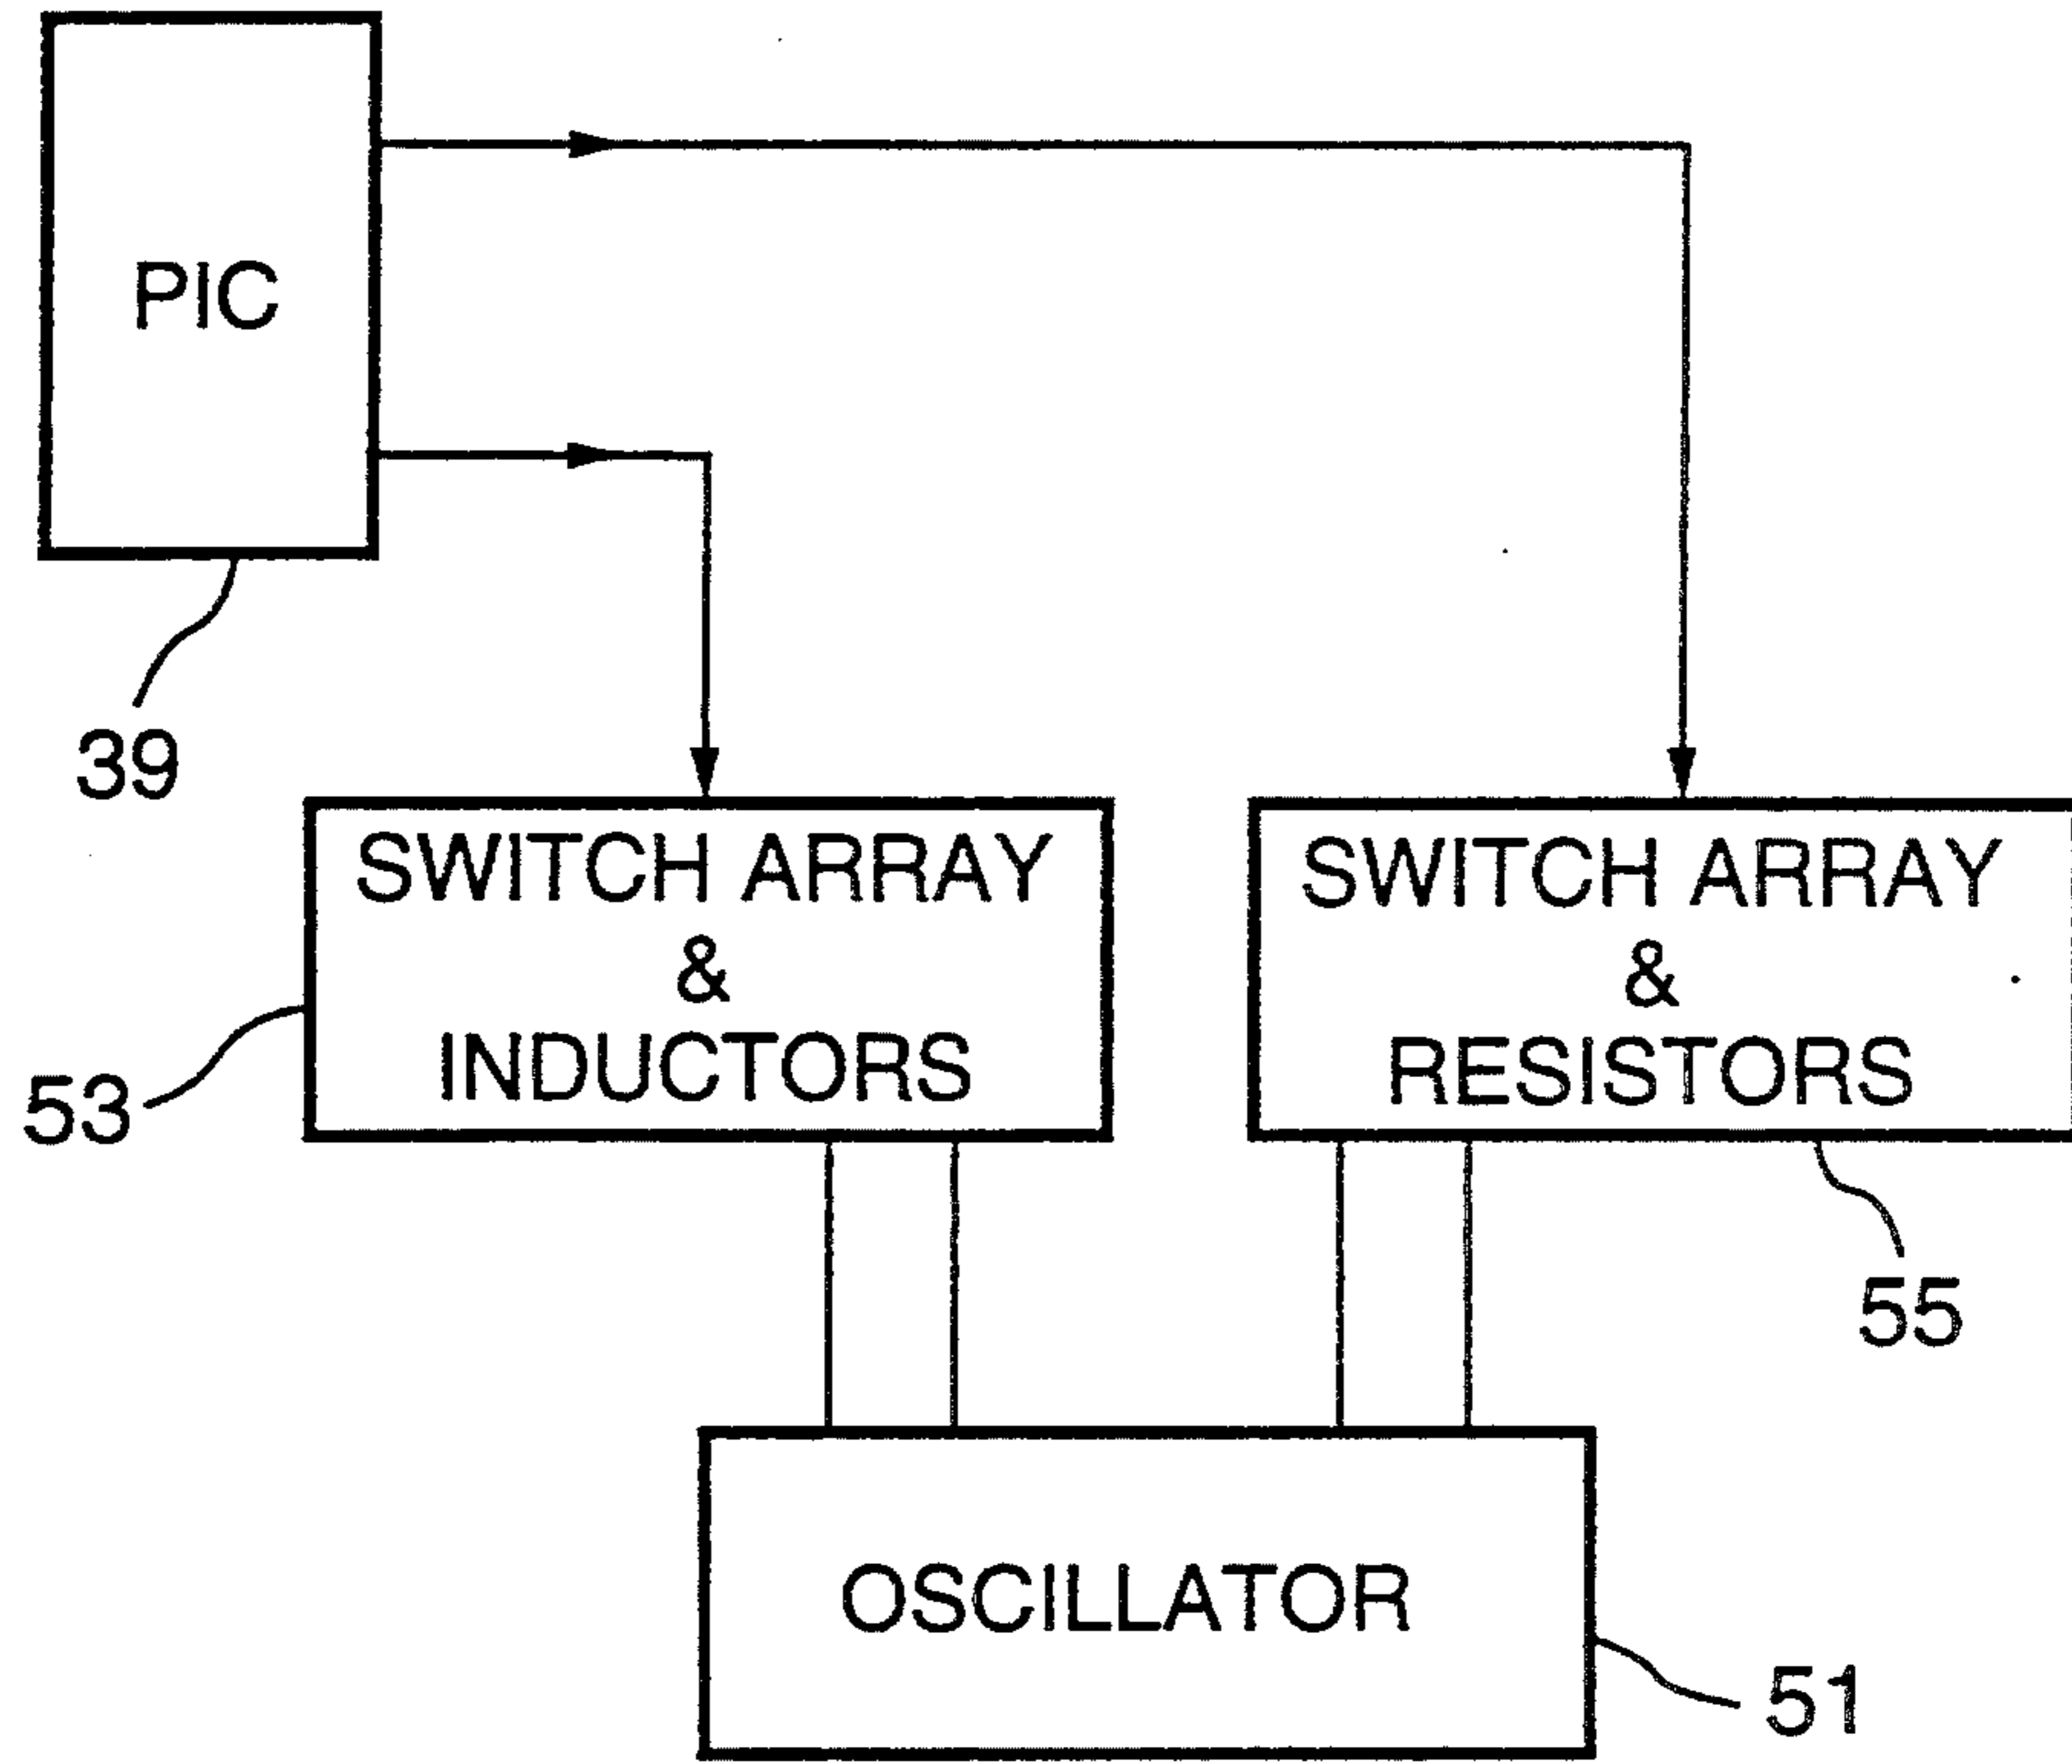 PIC
39
SWITCH ARRAY
&
INDUCTORS
53
SWITCH ARRAY
&
RESISTORS
55
OSCILLATOR
51